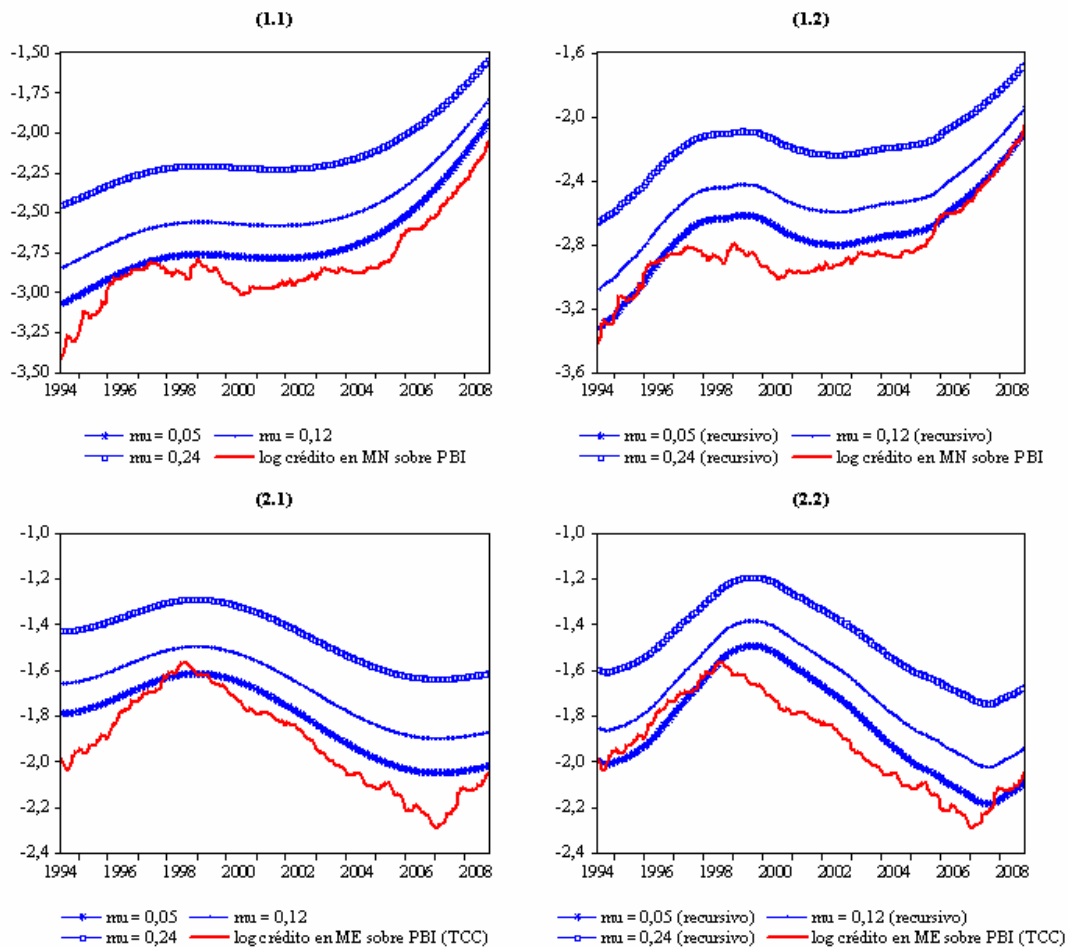 (1.1)
-1,50
-1,75
-2,00
-2,25
-2,50
-2,75
-3,00
-3,25
-3,50
1994 1996 1998 2000 2002 2004 2006 2008
mu = 0,05 mu = 0,12
mu = 0,24 log crédito en MN sobre PBI
(1.2)
-1,6
-2,0
-2,4
-2,8
-3,2
-3,6
1994 1996 1998 2000 2002 2004 2006 2008
mu = 0,05 (recursivo) mu = 0,12 (recursivo)
mu = 0,24 (recursivo) log crédito en MN sobre PBI
(2.1)
-1,0
-1,2
-1,4
-1,6
-1,8
-2,0
-2,2
-2,4
1994 1996 1998 2000 2002 2004 2006 2008
mu = 0,05 mu = 0,12
mu = 0,24 log crédito en ME sobre PBI (TCC)
(2.2)
-1,0
-1,2
-1,4
-1,6
-1,8
-2,0
-2,2
-2,4
1994 1996 1998 2000 2002 2004 2006 2008
mu = 0,05 (recursivo) mu = 0,12 (recursivo)
mu = 0,24 (recursivo) log crédito en ME sobre PBI (TCC)